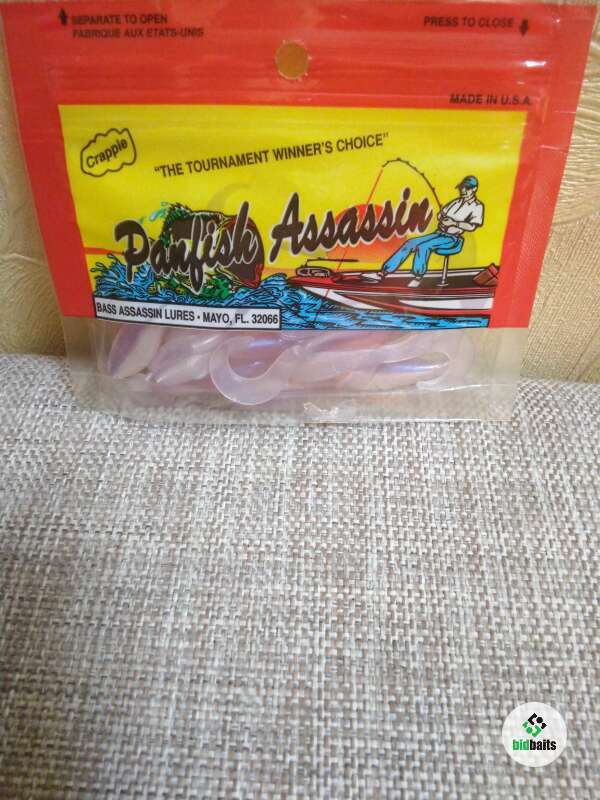 SEPARATE TO OPEN
FABRIQUE AUX ETATS-UNIS
PRESS TO CLOSE
MADE IN U.S.A.
Crappie
"THE TOURNAMENT WINNER'S CHOICE"
Panfish Assassin
BASS ASSASSIN LURES • MAYO, FL. 32066
bidbaits